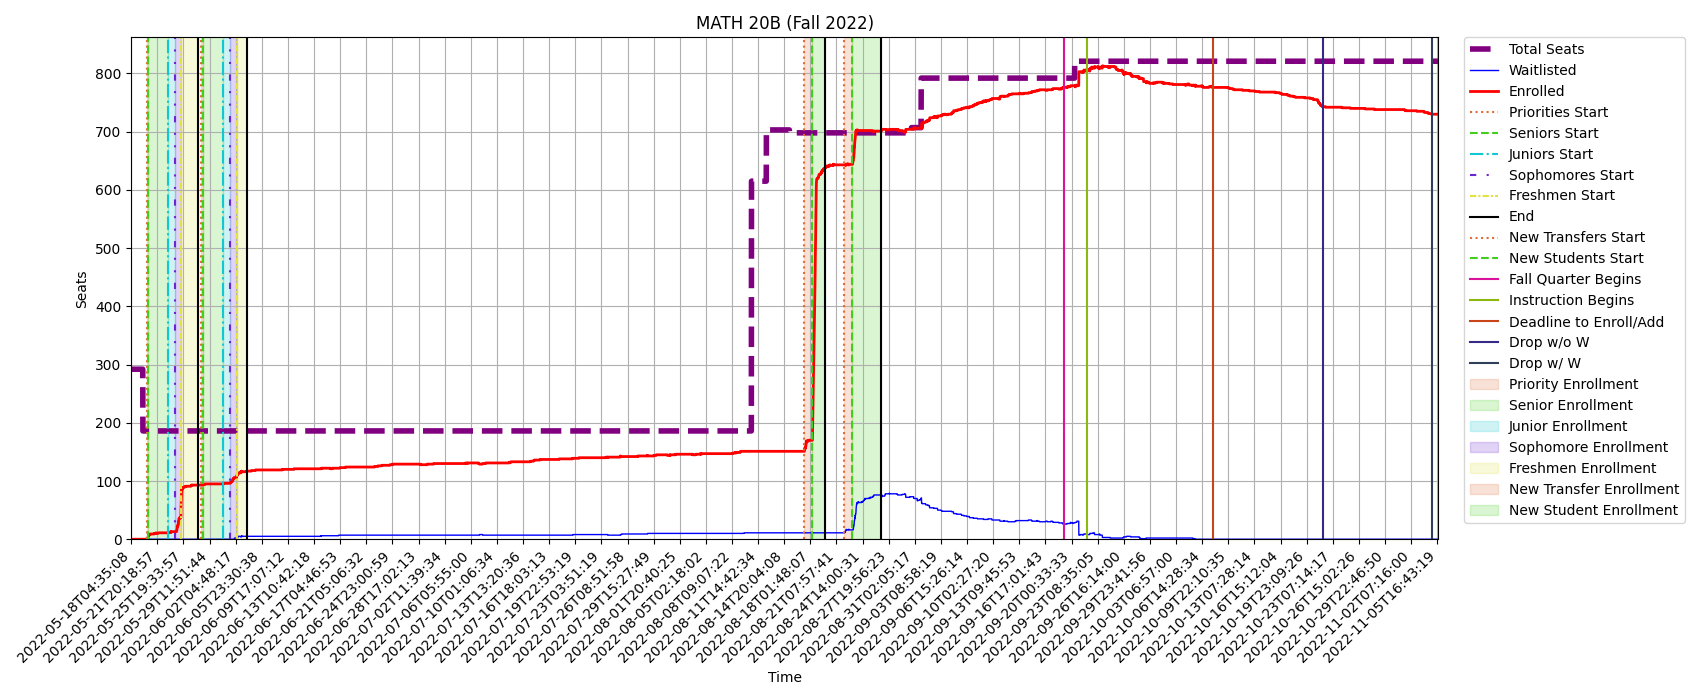 MATH 20B (Fall 2022)
Seats
800
700
600
500
400
300
200
100
0
2022-05-18T04:35:08
2022-05-21T20:18:57
2022-05-25T19:33:57
2022-05-29T11:51:44
2022-06-02T04:48:17
2022-06-05T23:30:38
2022-06-09T17:07:12
2022-06-13T10:42:18
2022-06-17T04:46:53
2022-06-21T05:06:32
2022-06-24T23:00:59
2022-06-28T17:02:13
2022-07-02T11:39:34
2022-07-06T05:55:00
2022-07-10T01:06:34
2022-07-13T13:20:36
2022-07-16T18:03:13
2022-07-19T22:53:19
2022-07-23T03:51:19
2022-07-26T08:51:58
2022-07-29T15:27:49
2022-08-01T20:40:25
2022-08-05T02:18:02
2022-08-08T09:07:22
2022-08-11T14:42:34
2022-08-14T20:04:08
2022-08-18T01:48:07
2022-08-21T07:57:41
2022-08-24T14:00:31
2022-08-27T19:56:23
2022-08-31T02:05:17
2022-09-03T08:58:19
2022-09-06T15:26:14
2022-09-10T02:27:20
2022-09-13T09:45:53
2022-09-16T17:01:43
2022-09-20T00:33:33
2022-09-23T08:35:05
2022-09-26T16:14:00
2022-09-29T23:41:56
2022-10-03T06:57:00
2022-10-06T14:28:34
2022-10-09T22:10:35
2022-10-13T07:28:14
2022-10-16T15:12:04
2022-10-19T23:09:26
2022-10-23T07:14:17
2022-10-26T15:02:26
2022-10-29T22:46:50
2022-11-02T07:16:00
2022-11-05T16:43:19
Time
Total Seats
Waitlisted
Enrolled
Priorities Start
Seniors Start
Juniors Start
Sophomores Start
Freshmen Start
End
New Transfers Start
New Students Start
Fall Quarter Begins
Instruction Begins
Deadline to Enroll/Add
Drop w/o W
Drop w/ W
Priority Enrollment
Senior Enrollment
Junior Enrollment
Sophomore Enrollment
Freshmen Enrollment
New Transfer Enrollment
New Student Enrollment